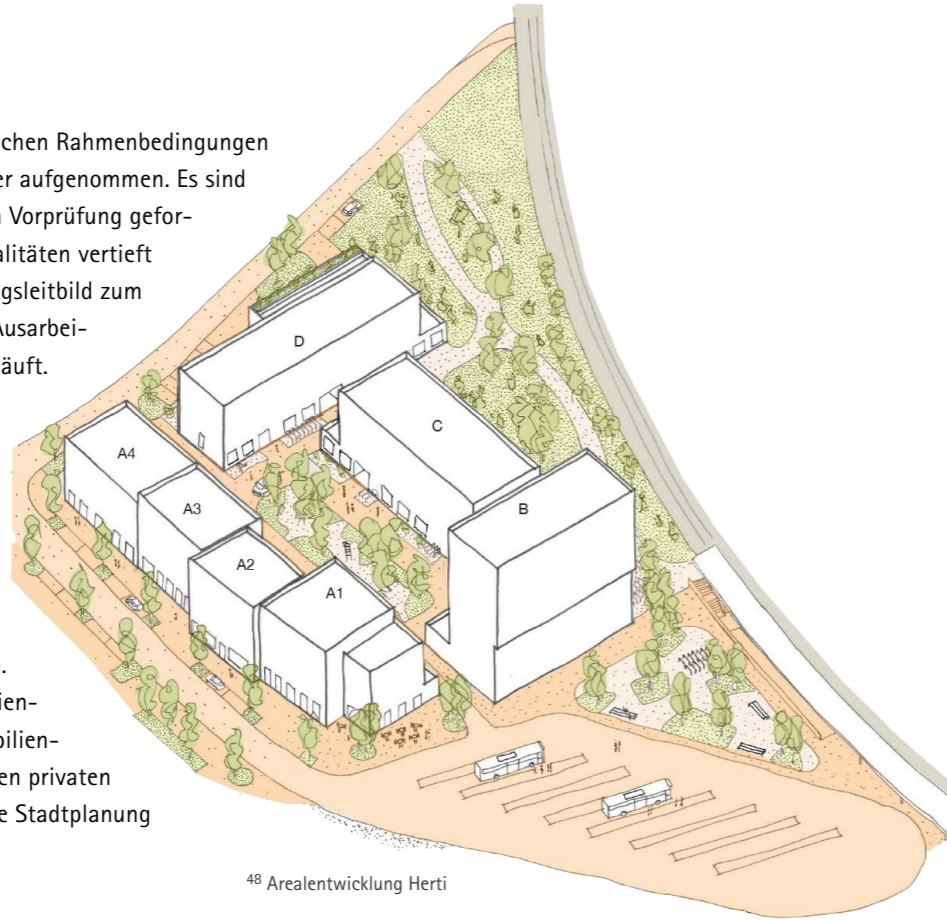 chen Rahmenbedingungen
er aufgenommen. Es sind
Vorprüfung gefor-
alitäten vertieft
gsleitbild zum
Ausarbei-
äuft.
D
C
A4
B
A3
A2
A1
ien-
bilien-
en privaten
e Stadtplanung
48 Arealentwicklung Herti